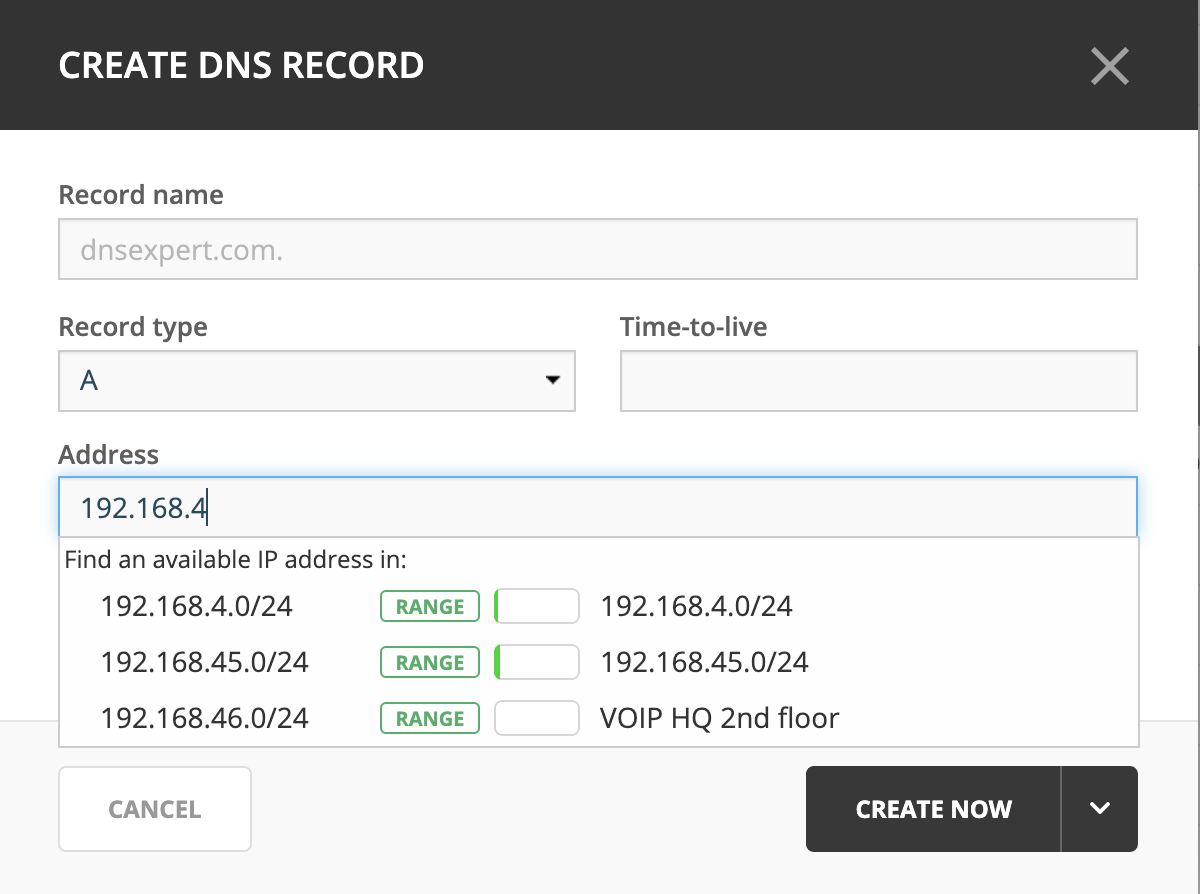 CREATE DNS RECORD
Record name
dnsexpert.com.
Record type
Time-to-live
A
Address
192.168.4
Find an available IP address in:
192.168.4.0/24 RANGE 192.168.4.0/24
192.168.45.0/24 RANGE 192.168.45.0/24
192.168.46.0/24 RANGE VOIP HQ 2nd floor
CANCEL
CREATE NOW